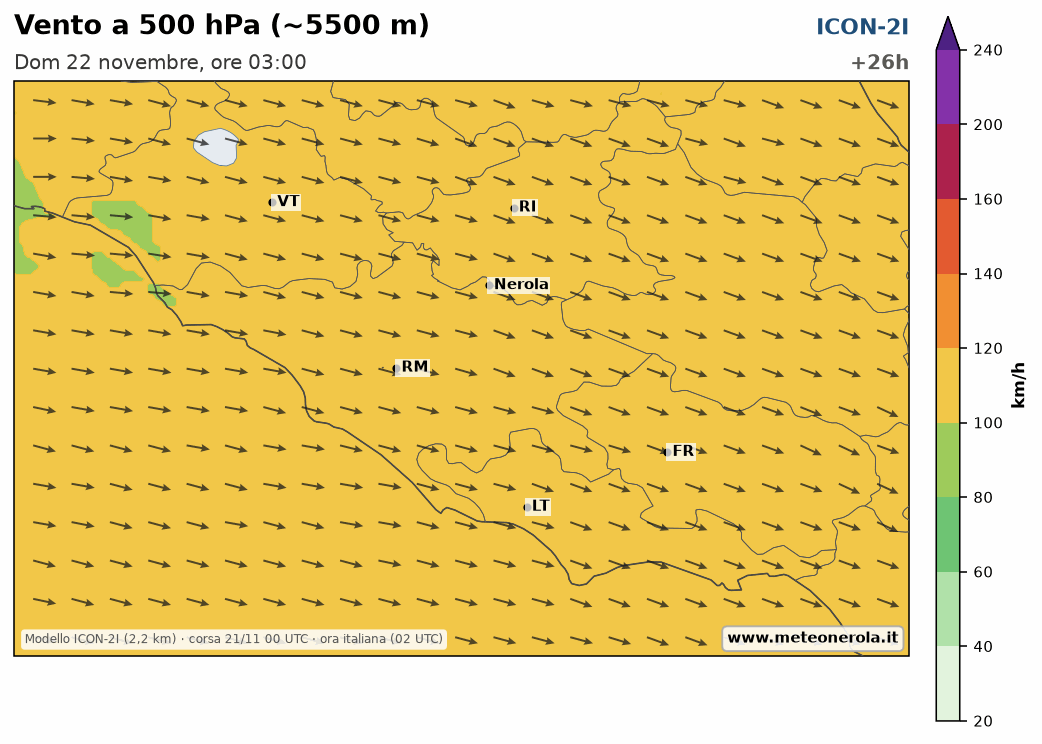 Vento a 500 hPa (~5500 m)
ICON-2I
Dom 22 novembre, ore 03:00
+26h
VT
RI
Nerola
RM
FR
LT
Modello ICON-2I (2,2 km) · corsa 21/11 00 UTC · ora italiana (02 UTC)
www.meteonerola.it
240
200
160
140
120
100
80
60
40
20
km/h